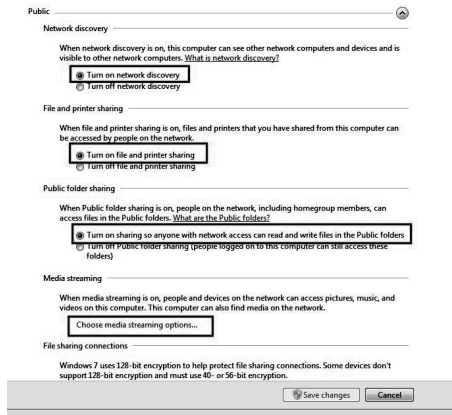 Public
Network discovery
When network discovery is on, this computer can see other network computers and devices and is
visible to other network computers. What is network discovery?
Turn on network discovery
Turn off network discovery
File and printer sharing
When file and printer sharing is on, files and printers that you have shared from this computer can
be accessed by people on the network.
Turn on file and printer sharing
Turn off file and printer sharing
Public folder sharing
When Public folder sharing is on, people on the network, including homegroup members, can
access files in the Public folders. What are the Public folders?
Turn on sharing so anyone with network access can read and write files in the Public folders
Turn off Public folder sharing (people logged on to this computer can still access these
folders)
Media streaming
When media streaming is on, people and devices on the network can access pictures, music, and
videos on this computer. This computer can also find media on the network.
Choose media streaming options...
File sharing connections
Windows 7 uses 128-bit encryption to help protect file sharing connections. Some devices don't
support 128-bit encryption and must use 40- or 56-bit encryption.
Save changes Cancel